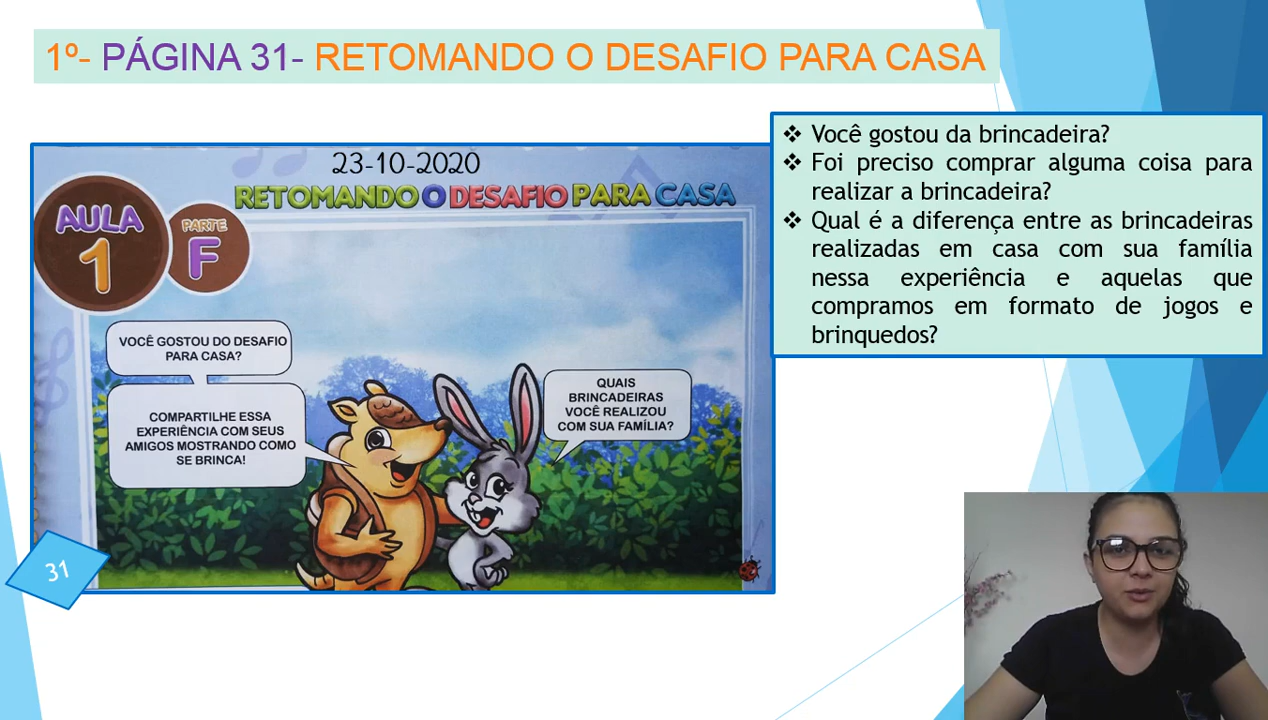 1º- PÁGINA 31- RETOMANDO O DESAFIO PARA CASA
23-10-2020
RETOMANDO O DESAFIO PARA CASA
AULA
1
PARTE
F
VOCÊ GOSTOU DO DESAFIO
PARA CASA?
COMPARTILHE ESSA
EXPERIÊNCIA COM SEUS
AMIGOS MOSTRANDO COMO
SE BRINCA!
QUAIS
BRINCADEIRAS
VOCÊ REALIZOU
COM SUA FAMÍLIA?
31
❖ Você gostou da brincadeira?
❖ Foi preciso comprar alguma coisa para
realizar a brincadeira?
❖ Qual é a diferença entre as brincadeiras
realizadas em casa com sua família
nessa experiência e aquelas que
compramos em formato de jogos e
brinquedos?